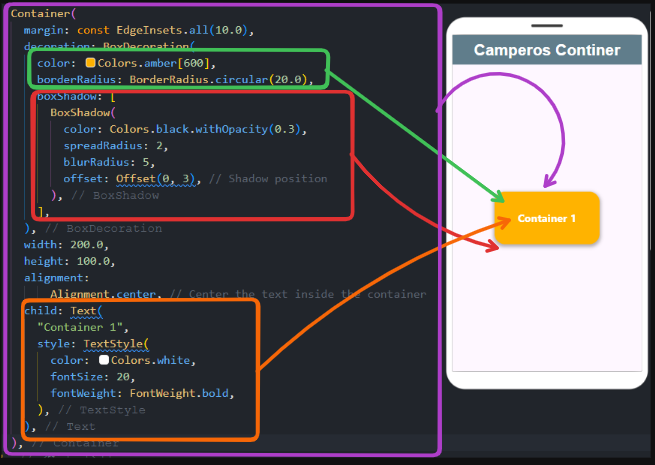 Container(
margin: const EdgeInsets.all(10.0),
decoration: BoxDecoration(
color: Colors.amber[600],
borderRadius: BorderRadius.circular(20.0),
boxShadow: [
BoxShadow(
color: Colors.black.withOpacity(0.3),
spreadRadius: 2,
blurRadius: 5,
offset: Offset(0, 3), // Shadow position
), // BoxShadow
],
), // BoxDecoration
width: 200.0,
height: 100.0,
alignment:
Alignment.center, // Center the text inside the container
child: Text(
"Container 1",
style: TextStyle(
color: Colors.white,
fontSize: 20,
fontWeight: FontWeight.bold,
), // TextStyle
), // Text
), // Container
Camperos Continer
Container 1